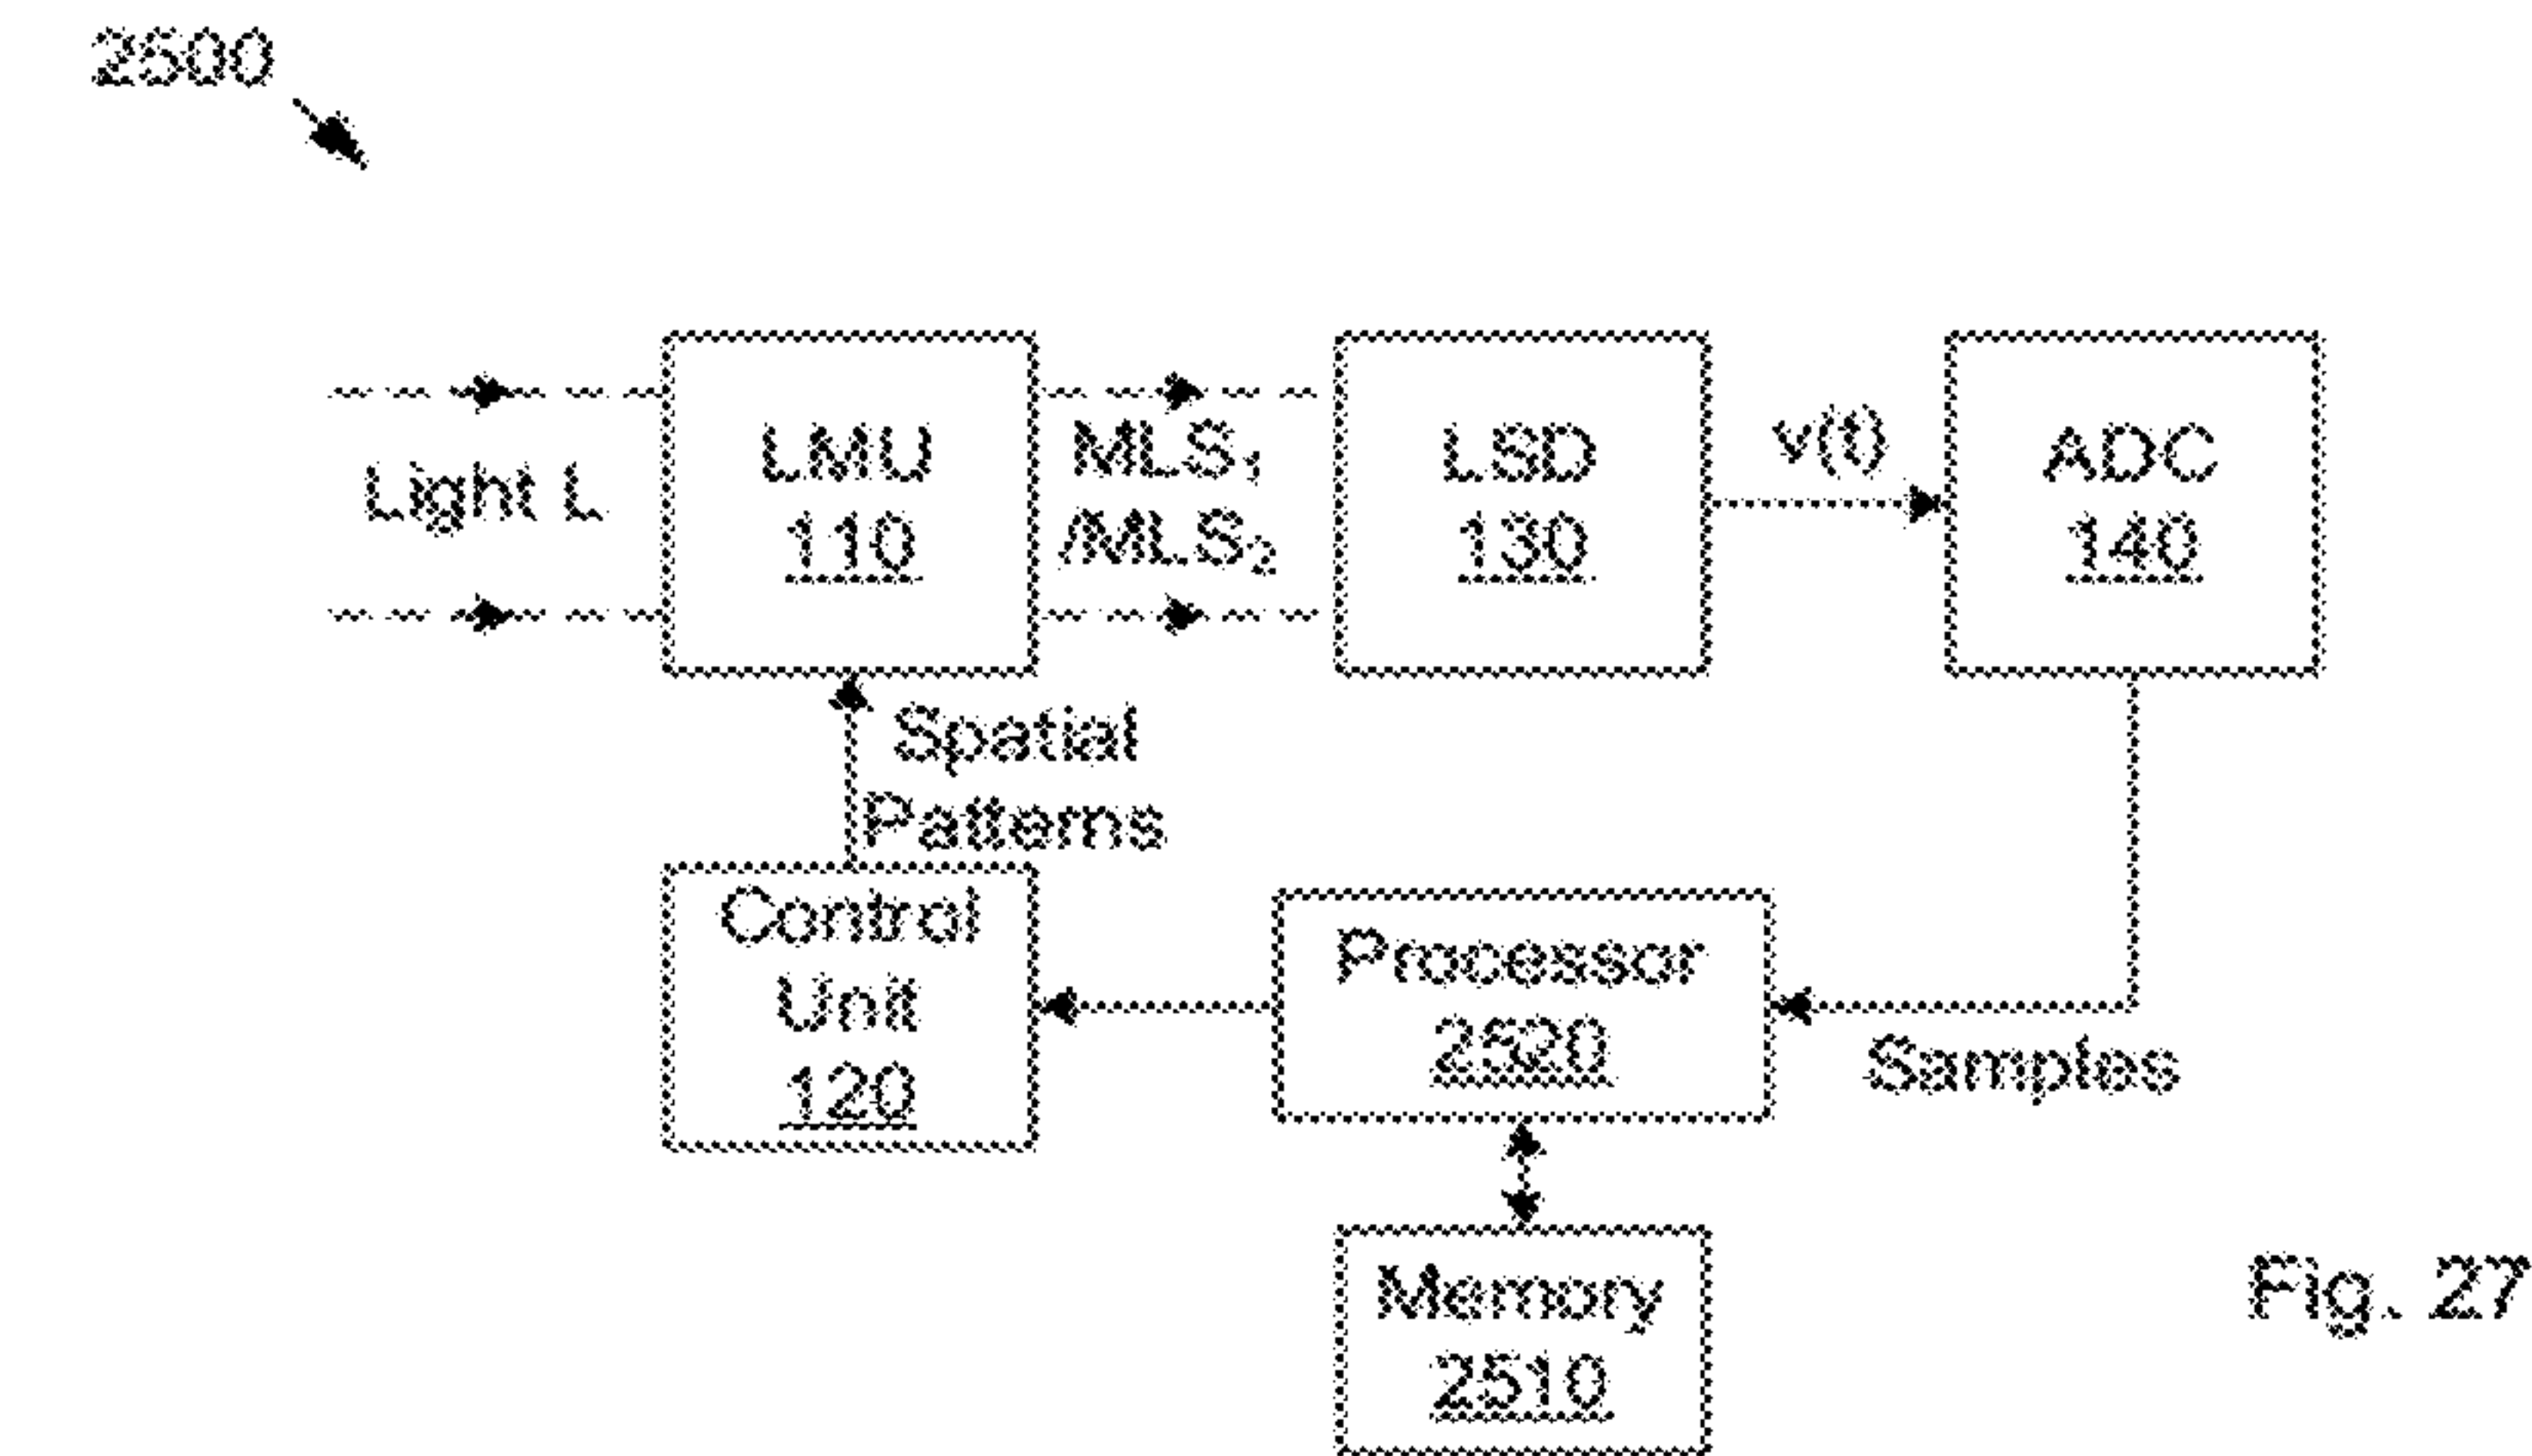 2500
Light L
LMU
110
MLS₁
/MLS₂
LSD
130
v(t)
ADC
140
Spatial
Patterns
Control
Unit
120
Processor
2520
Samples
Memory
2510
Fig. 27